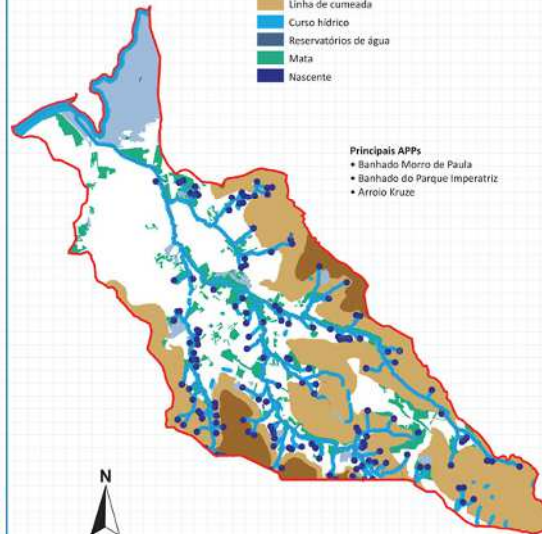 Linha de cumeada
Curso hídrico
Reservatórios de água
Mata
Nascente
Principais APPs
• Banhado Morro de Paula
• Banhado do Parque Imperatriz
• Arroio Kruze
N